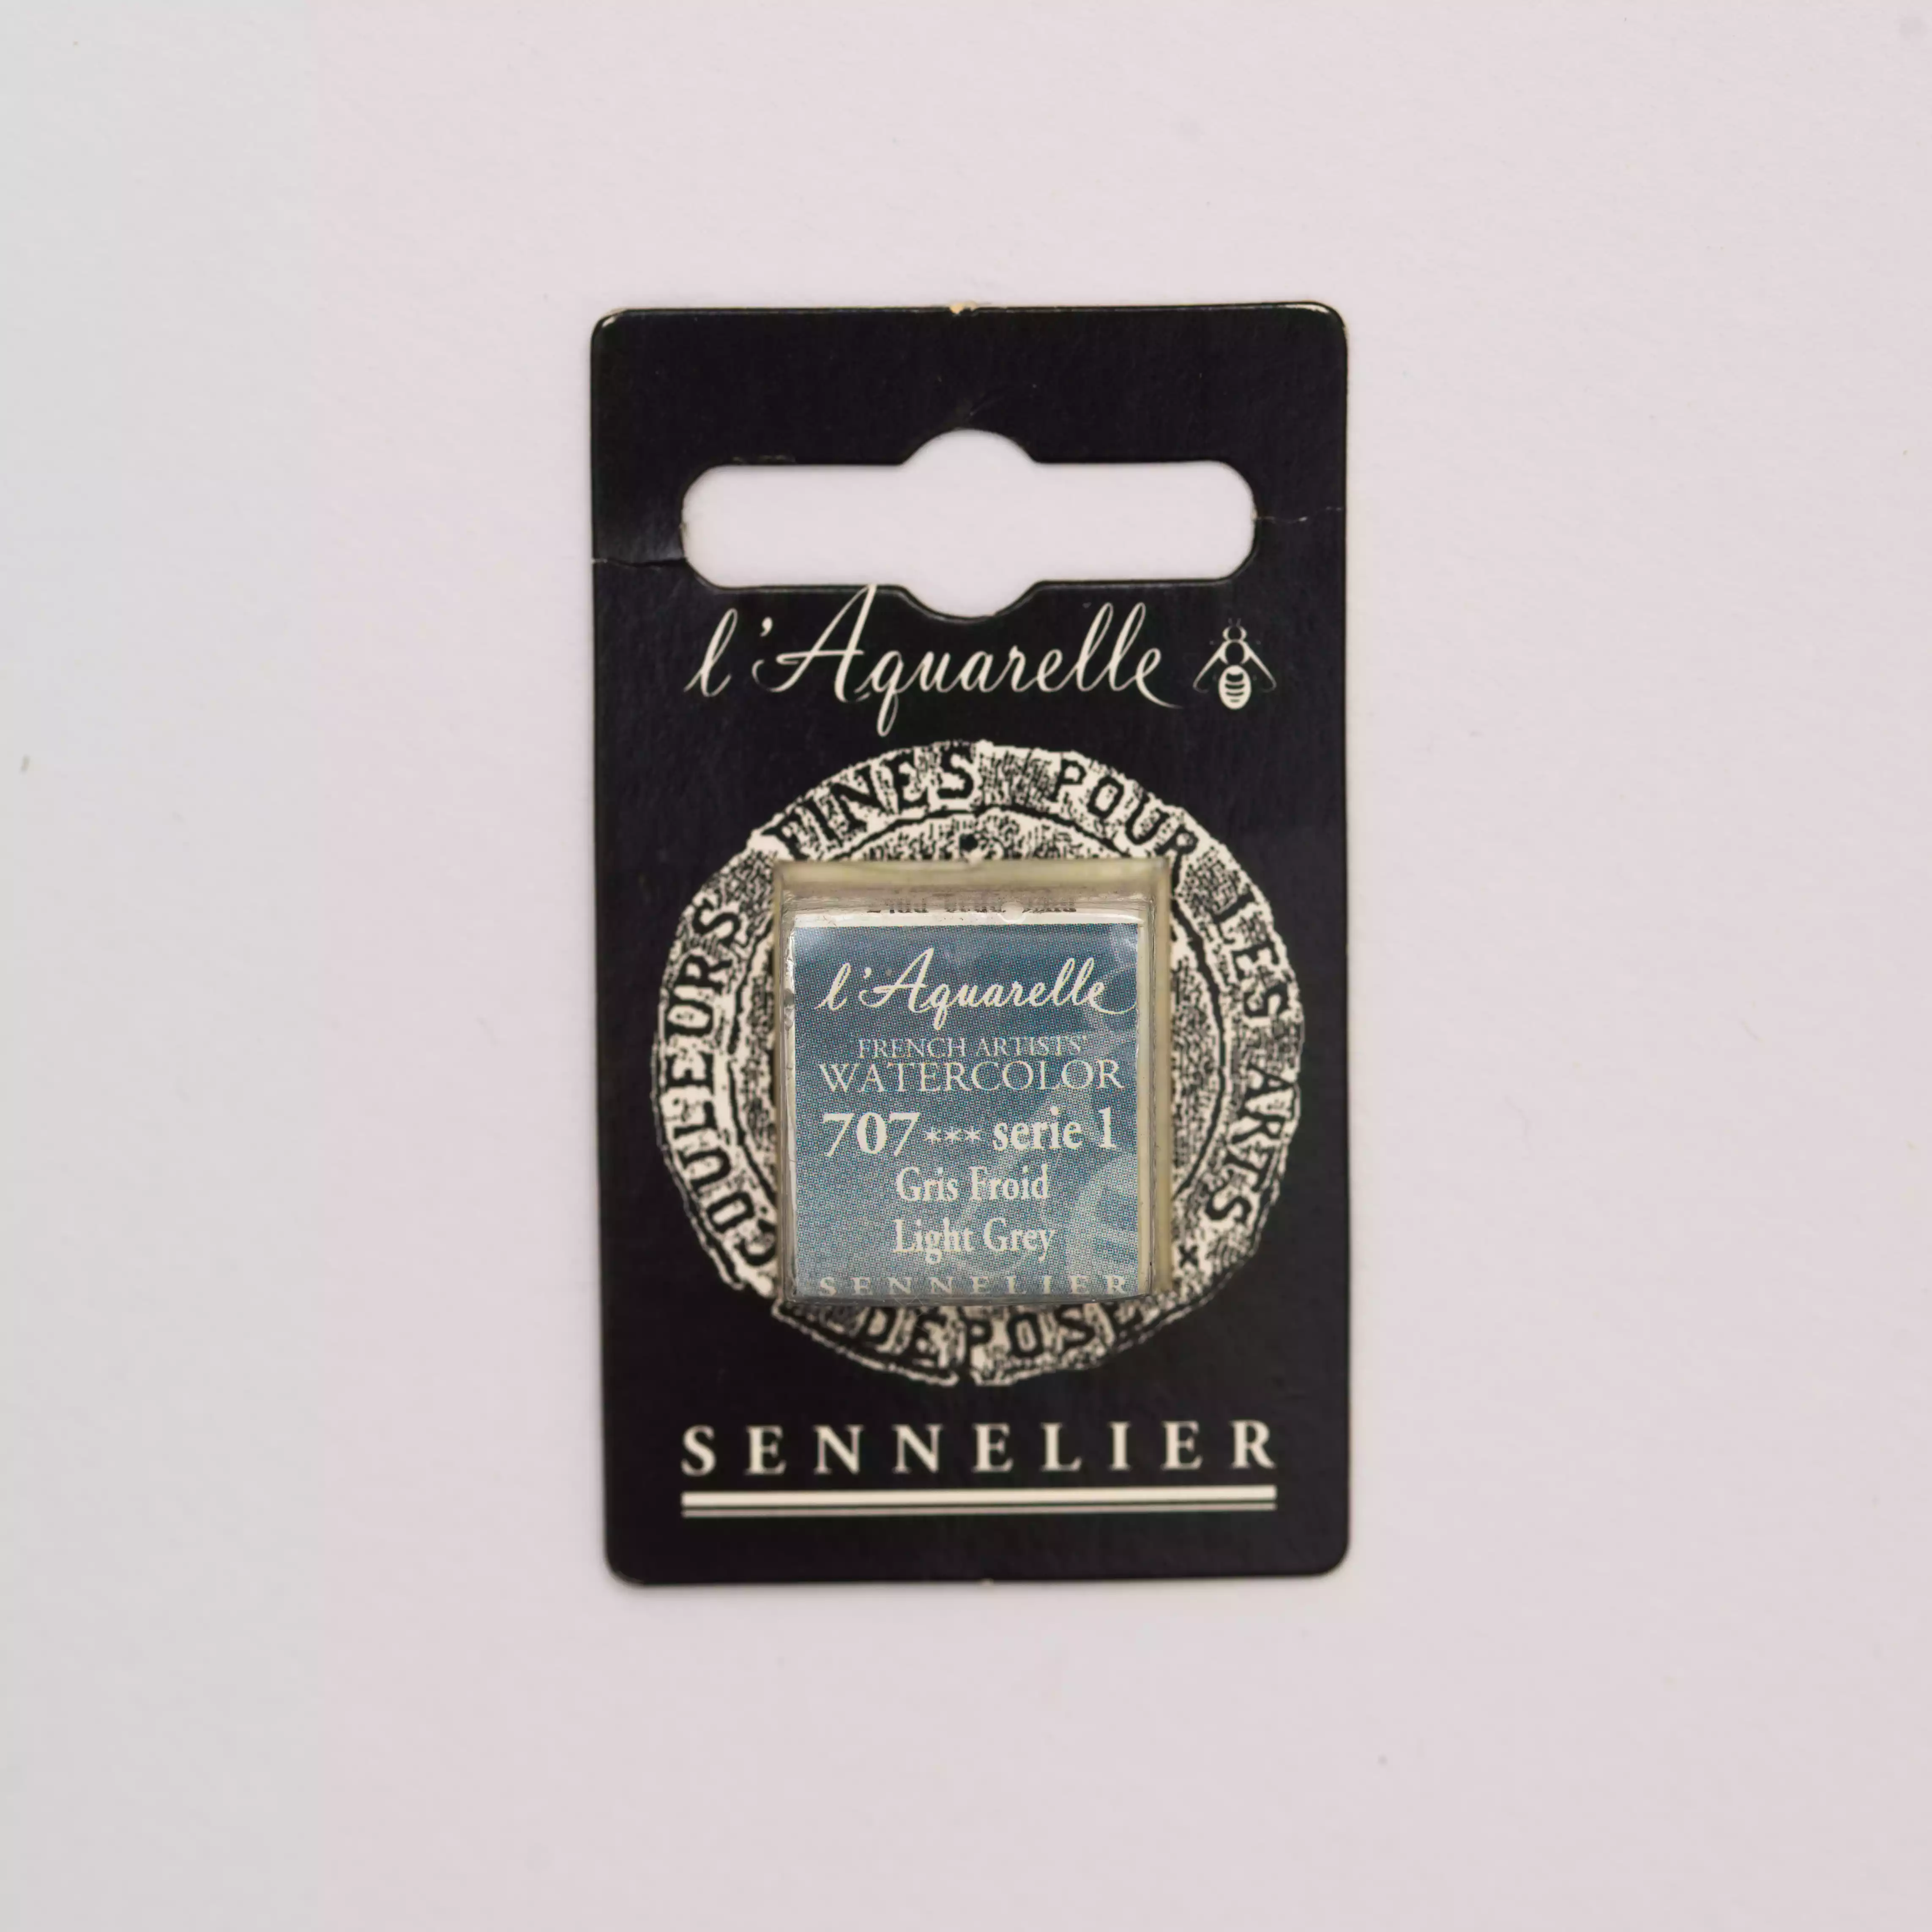 l'Aquarelle
COULEURS FINES POUR LES ARTS
l'Aquarelle
FRENCH ARTISTS'
WATERCOLOR
707*** serie 1
Gris Froid
Light Grey
SENNELIER
DEPOSE
SENNELIER